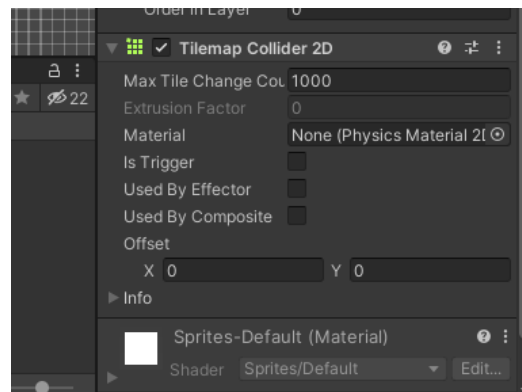 Order in Layer 0
Tilemap Collider 2D
22
Max Tile Change Cou 1000
Extrusion Factor 0
Material None (Physics Material 2D
Is Trigger
Used By Effector
Used By Composite
Offset
X 0 Y 0
Info
Sprites-Default (Material)
Shader Sprites/Default Edit...